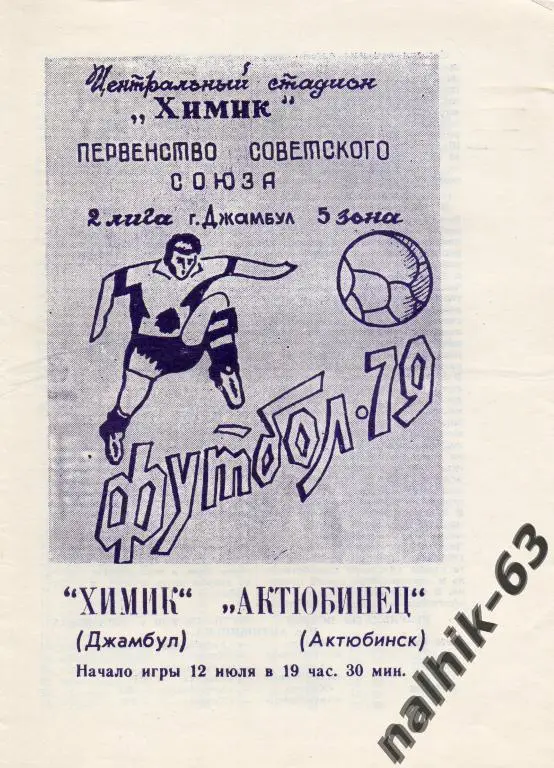 Центральный стадион
„Химик"
ПЕРВЕНСТВО СОВЕТСКОГО
СОЮЗА
2 лига г. Джамбул 5 зона
футбол·79
"ХИМИК" „АКТЮБИНЕЦ"
(Джамбул) (Актюбинск)
Начало игры 12 июля в 19 час. 30 мин.
nalhik-63